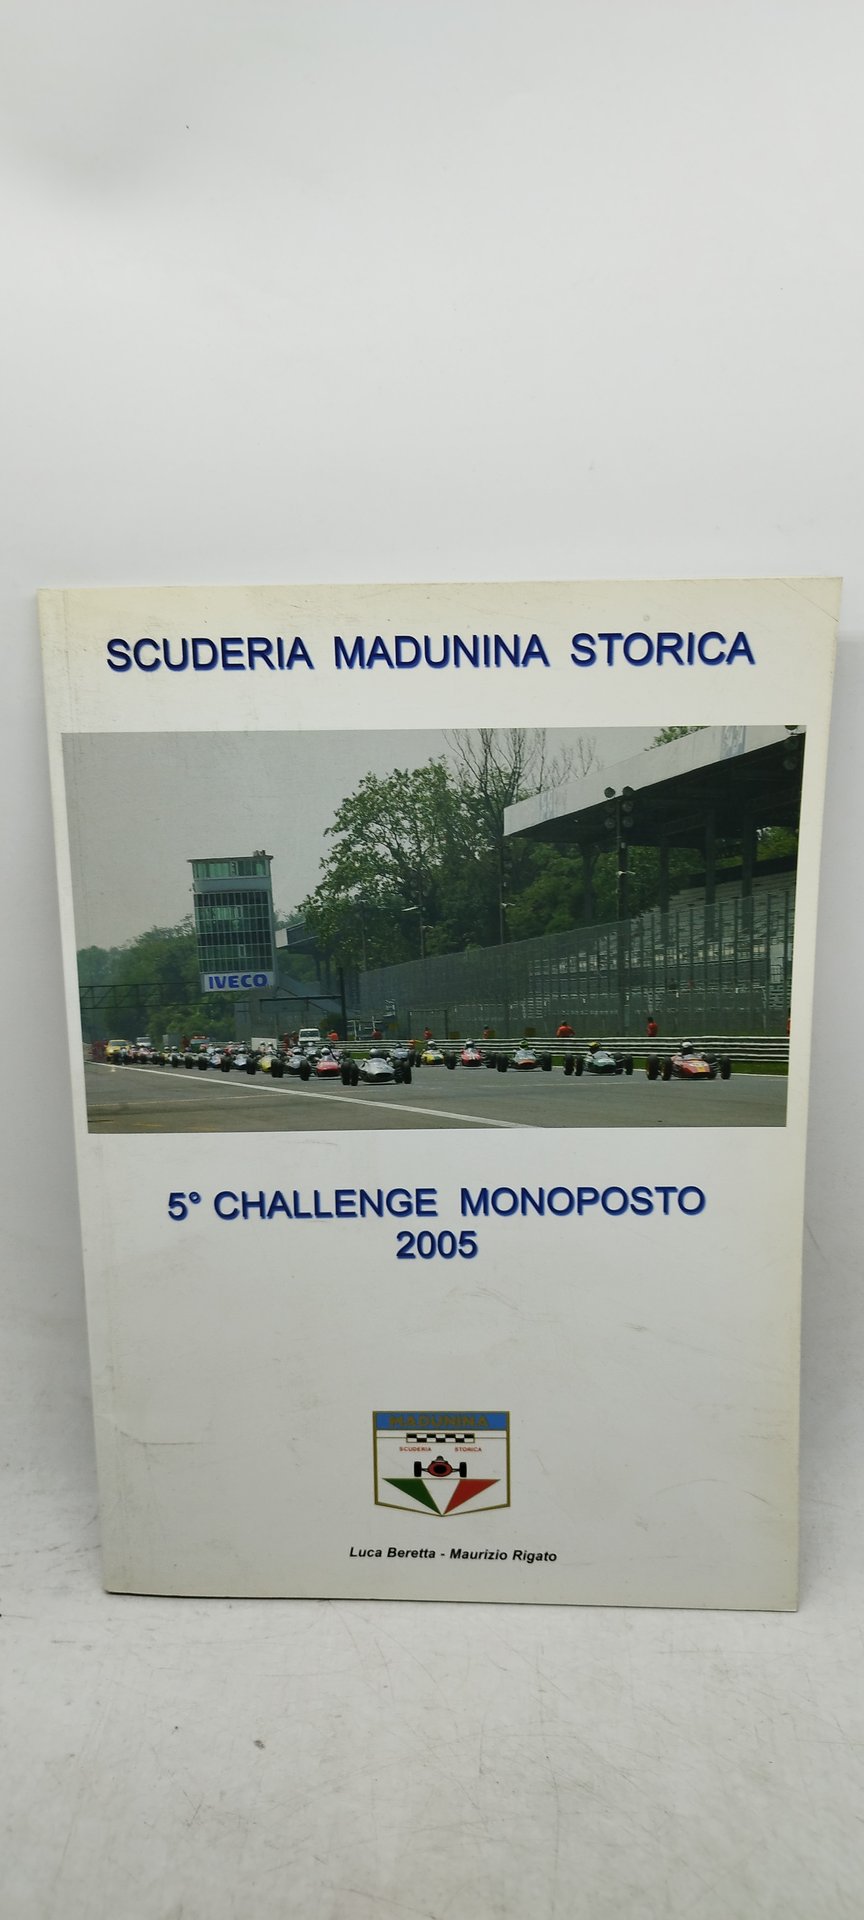 SCUDERIA MADUNINA STORICA
IVECO
5° CHALLENGE MONOPOSTO
2005
MADUNINA
SCUDERIA STORICA
Luca Beretta - Maurizio Rigato